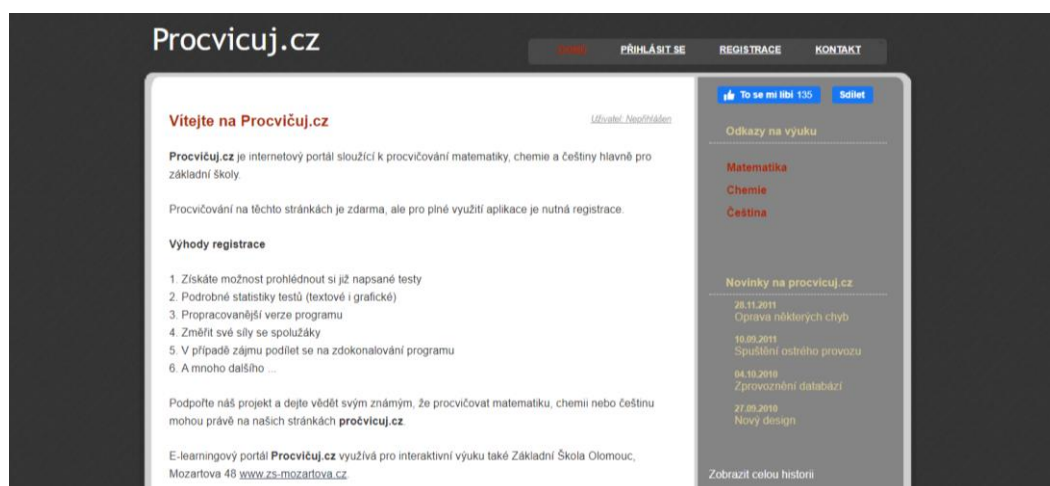 Procvicuj.cz
DOMŮ PŘIHLÁSIT SE REGISTRACE KONTAKT
Vítejte na Procvičuj.cz
Uživatel: Nepřihlášen
Procvičuj.cz je internetový portál sloužící k procvičování matematiky, chemie a češtiny hlavně pro
základní školy.
Procvičování na těchto stránkách je zdarma, ale pro plné využití aplikace je nutná registrace.
Výhody registrace
1. Získáte možnost prohlédnout si již napsané testy
2. Podrobné statistiky testů (textové i grafické)
3. Propracovanější verze programu
4. Změřit své síly se spolužáky
5. V případě zájmu podílet se na zdokonalování programu
6. A mnoho dalšího ...
Podpořte náš projekt a dejte vědět svým známým, že procvičovat matematiku, chemii nebo češtinu
mohou právě na našich stránkách pročvicuj.cz
E-learningový portál Procvičuj.cz využívá pro interaktivní výuku také Základní Škola Olomouc,
Mozartova 48 www.zs-mozartova.cz
To se mi líbí 135 Sdílet
Odkazy na výuku
Matematika
Chemie
Čeština
Novinky na procvicuj.cz
28.11.2011
Oprava některých chyb
10.09.2011
Spuštění ostrého provozu
04.10.2010
Zprovoznění databází
27.09.2010
Nový design
Zobrazit celou historii